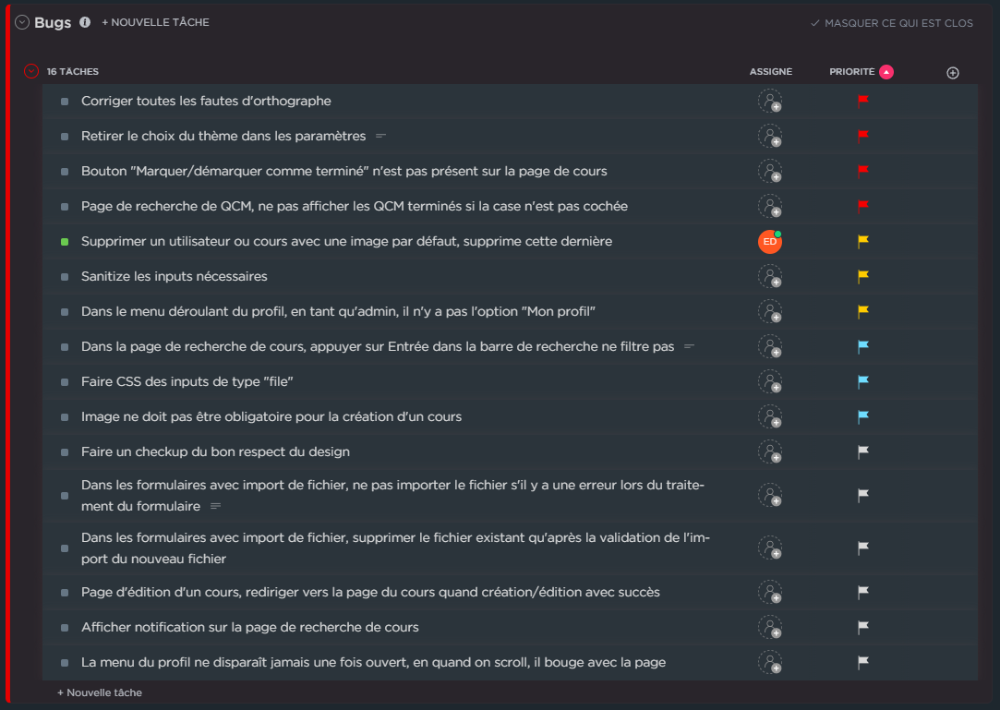 Bugs + NOUVELLE TÂCHE MASQUER CE QUI EST CLOS
16 TÂCHES ASSIGNÉ PRIORITÉ
Corriger toutes les fautes d'orthographe
Retirer le choix du thème dans les paramètres
Bouton "Marquer/démarquer comme terminé" n'est pas présent sur la page de cours
Page de recherche de QCM, ne pas afficher les QCM terminés si la case n'est pas cochée
Supprimer un utilisateur ou cours avec une image par défaut, supprime cette dernière ED
Sanitize les inputs nécessaires
Dans le menu déroulant du profil, en tant qu'admin, il n'y a pas l'option "Mon profil"
Dans la page de recherche de cours, appuyer sur Entrée dans la barre de recherche ne filtre pas
Faire CSS des inputs de type "file"
Image ne doit pas être obligatoire pour la création d'un cours
Faire un checkup du bon respect du design
Dans les formulaires avec import de fichier, ne pas importer le fichier s'il y a une erreur lors du traite-
ment du formulaire
Dans les formulaires avec import de fichier, supprimer le fichier existant qu'après la validation de l'im-
port du nouveau fichier
Page d'édition d'un cours, rediriger vers la page du cours quand création/édition avec succès
Afficher notification sur la page de recherche de cours
La menu du profil ne disparaît jamais une fois ouvert, en quand on scroll, il bouge avec la page
+ Nouvelle tâche